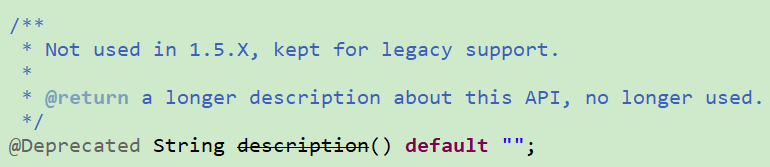 /**
 * Not used in 1.5.X, kept for legacy support.
 *
 * @return a longer description about this API, no longer used.
 */
@Deprecated String description() default "";